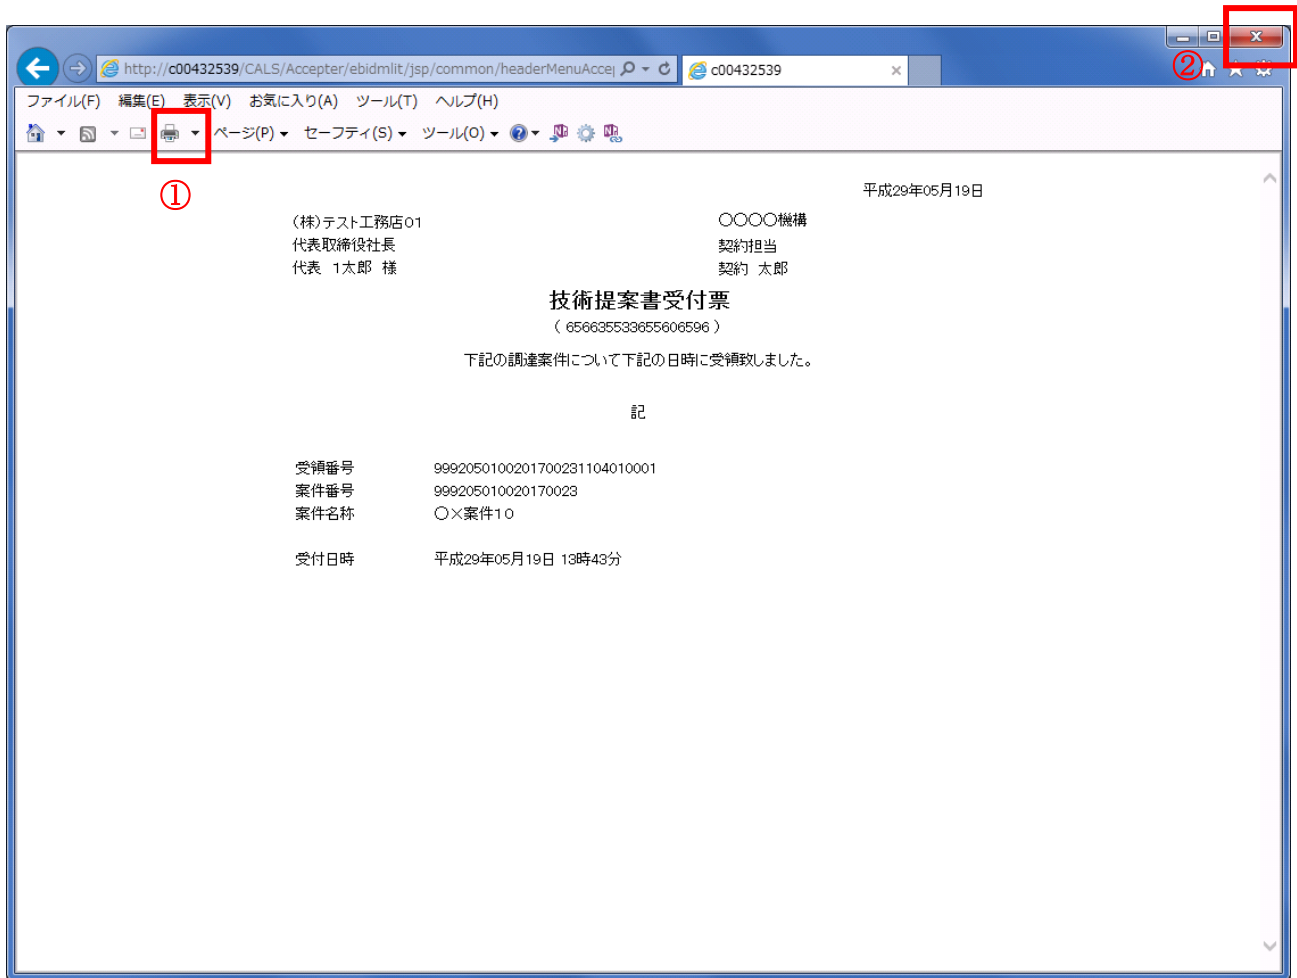 http://c00432539/CALS/Accepter/ebidmlit/jsp/common/headerMenuAccep
c00432539
②
ファイル(F) 編集(E) 表示(V) お気に入り(A) ツール(T) ヘルプ(H)
ページ(P) セーフティ(S) ツール(O)
①
平成29年05月19日
(株)テスト工務店01
〇〇〇〇機構
代表取締役社長
契約担当
代表 1太郎 様
契約 太郎
技術提案書受付票
( 656635533655606596 )
下記の調達案件について下記の日時に受領致しました。
記
受領番号 9992050100201700231104010001
案件番号 999205010020170023
案件名称 〇×案件10
受付日時 平成29年05月19日 13時43分